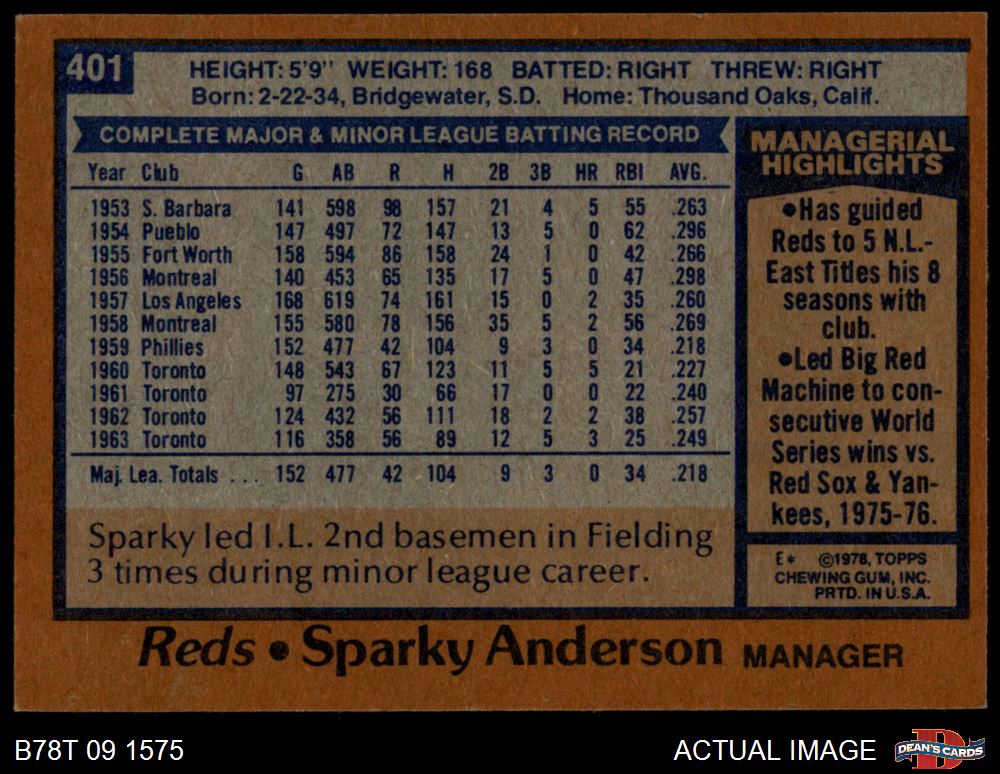 401
HEIGHT: 5'9" WEIGHT: 168 BATTED: RIGHT THREW: RIGHT
Born: 2-22-34, Bridgewater, S.D. Home: Thousand Oaks, Calif.
COMPLETE MAJOR & MINOR LEAGUE BATTING RECORD
Year Club G AB R H 2B 3B HR RBI AVG.
1953 S. Barbara 141 598 98 157 21 4 5 55 .263
1954 Pueblo 147 497 72 147 13 5 0 62 .296
1955 Fort Worth 158 594 86 158 24 1 0 42 .266
1956 Montreal 140 453 65 135 17 5 0 47 .298
1957 Los Angeles 168 619 74 161 15 0 2 35 .260
1958 Montreal 155 580 78 156 35 5 2 56 .269
1959 Phillies 152 477 42 104 9 3 0 34 .218
1960 Toronto 148 543 67 123 11 5 5 21 .227
1961 Toronto 97 275 30 66 17 0 0 22 .240
1962 Toronto 124 432 56 111 18 2 2 38 .257
1963 Toronto 116 358 56 89 12 5 3 25 .249
Maj. Lea. Totals . . . 152 477 42 104 9 3 0 34 .218
Sparky led I.L. 2nd basemen in Fielding
3 times during minor league career.
MANAGERIAL
HIGHLIGHTS
•Has guided
Reds to 5 N.L.-
East Titles his 8
seasons with
club.
•Led Big Red
Machine to con-
secutive World
Series wins vs.
Red Sox & Yan-
kees, 1975-76.
E* ©1978, TOPPS
CHEWING GUM, INC.
PRTD. IN U.S.A.
Reds • Sparky Anderson MANAGER
B78T 09 1575
ACTUAL IMAGE
D
DEAN'S CARDS